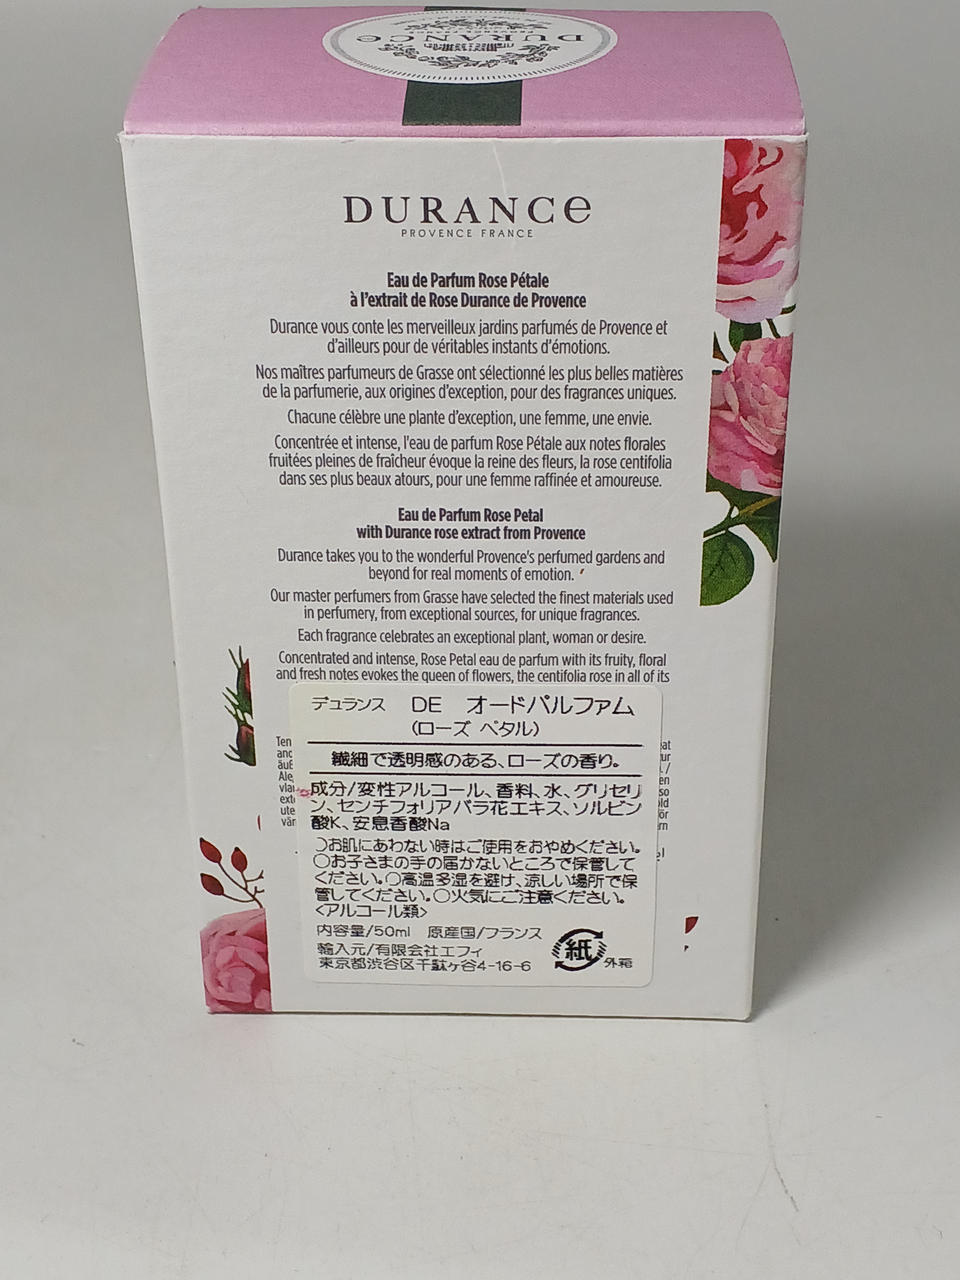 DURANCE
DURANCe
PROVENCE FRANCE
Eau de Parfum Rose Pétale
à l'extrait de Rose Durance de Provence
Durance vous conte les merveilleux jardins parfumés de Provence et
d'ailleurs pour de véritables instants d'émotions.
Nos maîtres parfumeurs de Grasse ont sélectionné les plus belles matières
de la parfumerie, aux origines d'exception, pour des fragrances uniques.
Chacune célèbre une plante d'exception, une femme, une envie.
Concentrée et intense, l'eau de parfum Rose Pétale aux notes florales
fruitées pleines de fraîcheur évoque la reine des fleurs, la rose centifolia
dans ses plus beaux atours, pour une femme raffinée et amoureuse.
Eau de Parfum Rose Petal
with Durance rose extract from Provence
Durance takes you to the wonderful Provence's perfumed gardens and
beyond for real moments of emotion.
Our master perfumers from Grasse have selected the finest materials used
in perfumery, from exceptional sources, for unique fragrances.
Each fragrance celebrates an exceptional plant, woman or desire.
Concentrated and intense, Rose Petal eau de parfum with its fruity, floral
and fresh notes evokes the queen of flowers, the centifolia rose in all of its
デュランス DE オードパルファム
(ローズ ペタル)
繊細で透明感のある、ローズの香り。
成分/変性アルコール、香料、水、グリセリ
ン、センチフォリアバラ花エキス、ソルビン
酸K、安息香酸Na
○お肌にあわない時はご使用をおやめください。
○お子さまの手の届かないところで保管して
ください。○高温多湿を避け、涼しい場所で保
管してください。○火気にご注意ください。
<アルコール類>
内容量/50ml 原産国/フランス
輸入元/有限会社エフィ
東京都渋谷区千駄ヶ谷4-16-6
紙
外箱